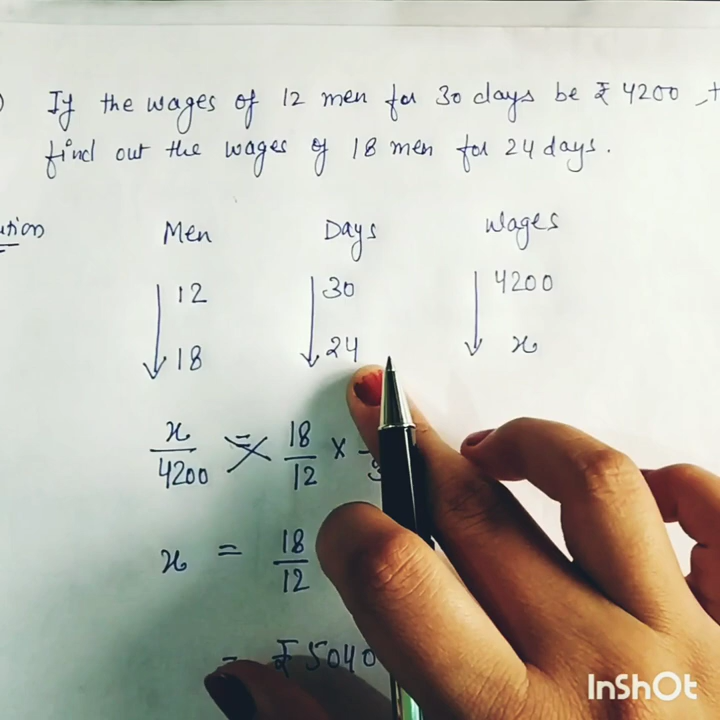 ) If the wages of 12 men for 30 days be ₹ 4200 ,
find out the wages of 18 men for 24 days.
Men Days Wages
12 30 4200
18 24 x
x/4200 = 18/12 ×
x = 18/12
= ₹ 5040
InShOt